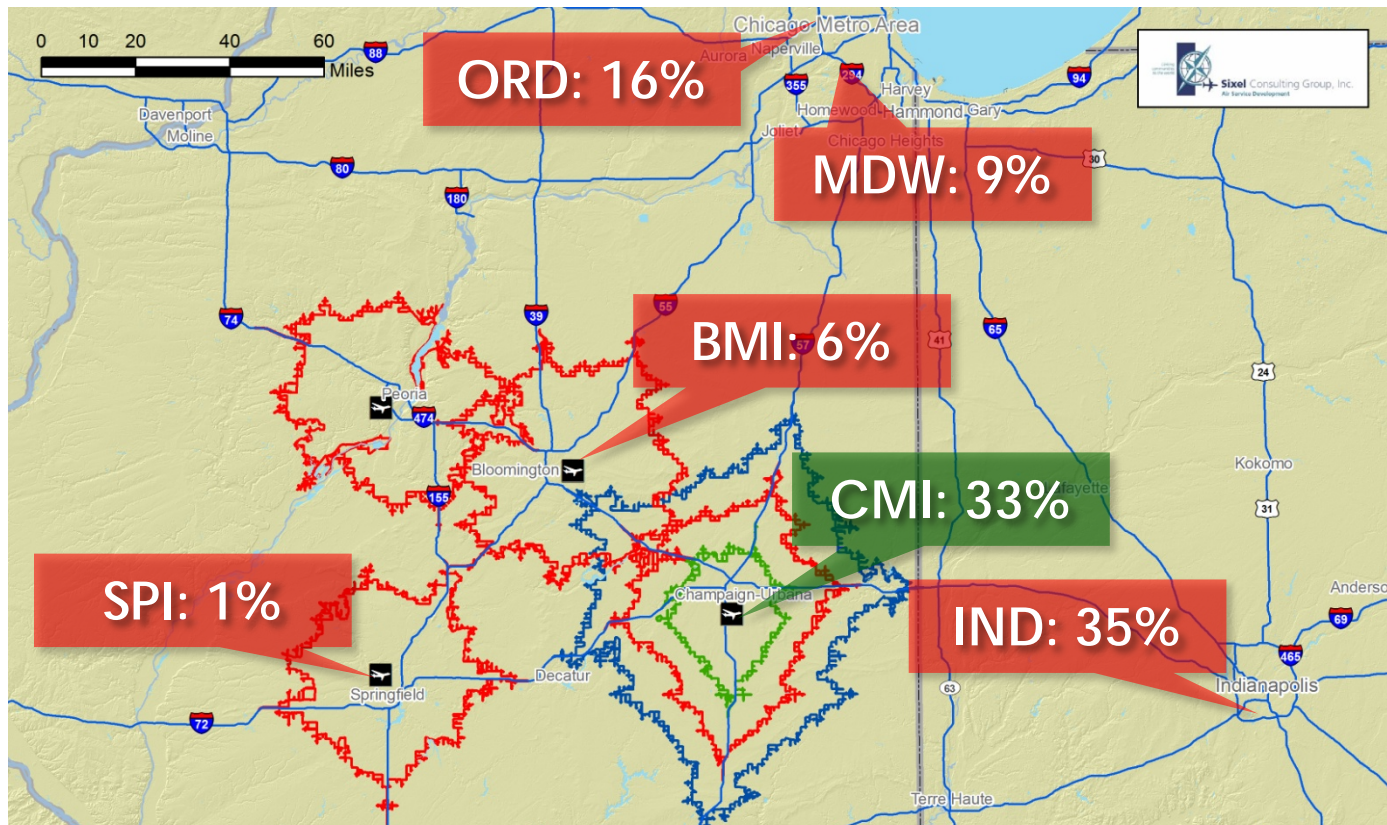 Chicago Metro Area
0 10 20 40 60
Miles
88
Aurora
Naperville
ORD: 16%
294
355
94
Sixel Consulting Group, Inc.
Air Service Development
Davenport
Moline
Harvey
Homewood
Hammond
Gary
Joliet
Chicago Heights
30
80
180
MDW: 9%
74
39
55
57
41
65
BMI: 6%
24
Peoria
474
Bloomington
155
Kokomo
31
Lafayette
CMI: 33%
Champaign-Urbana
SPI: 1%
Anderso
69
IND: 35%
465
Indianapolis
Decatur
Springfield
63
72
Terre Haute